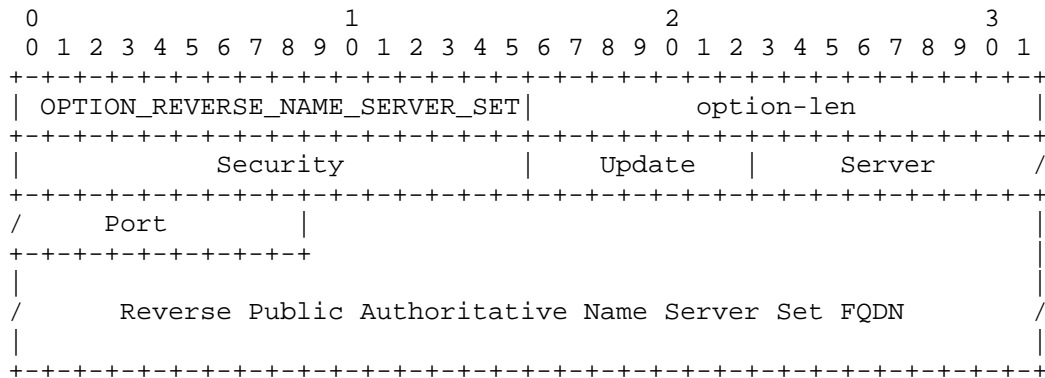 0                   1                   2                   3
 0 1 2 3 4 5 6 7 8 9 0 1 2 3 4 5 6 7 8 9 0 1 2 3 4 5 6 7 8 9 0 1
+-+-+-+-+-+-+-+-+-+-+-+-+-+-+-+-+-+-+-+-+-+-+-+-+-+-+-+-+-+-+-+-+
| OPTION_REVERSE_NAME_SERVER_SET|          option-len           |
+-+-+-+-+-+-+-+-+-+-+-+-+-+-+-+-+-+-+-+-+-+-+-+-+-+-+-+-+-+-+-+-+
|            Security           |    Update   |     Server      /
+-+-+-+-+-+-+-+-+-+-+-+-+-+-+-+-+-+-+-+-+-+-+-+-+-+-+-+-+-+-+-+-+
/     Port        |                                             |
+-+-+-+-+-+-+-+-+-+                                             |
|                                                               |
/      Reverse Public Authoritative Name Server Set FQDN        /
|                                                               |
+-+-+-+-+-+-+-+-+-+-+-+-+-+-+-+-+-+-+-+-+-+-+-+-+-+-+-+-+-+-+-+-+